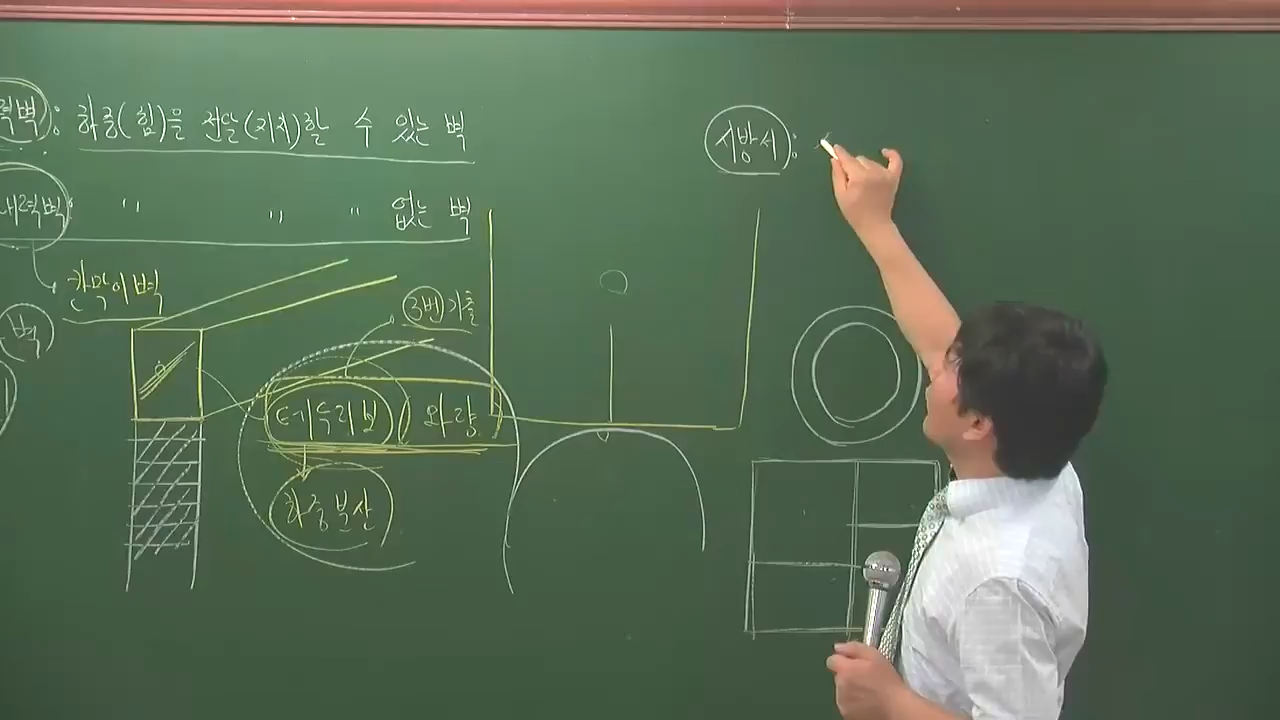 력벽: 하중(힘)을 전달(지지)할 수 있는 벽
내력벽: " " " 없는 벽
칸막이벽
벽
3번 기출
테두리보
하중분산
시방서: